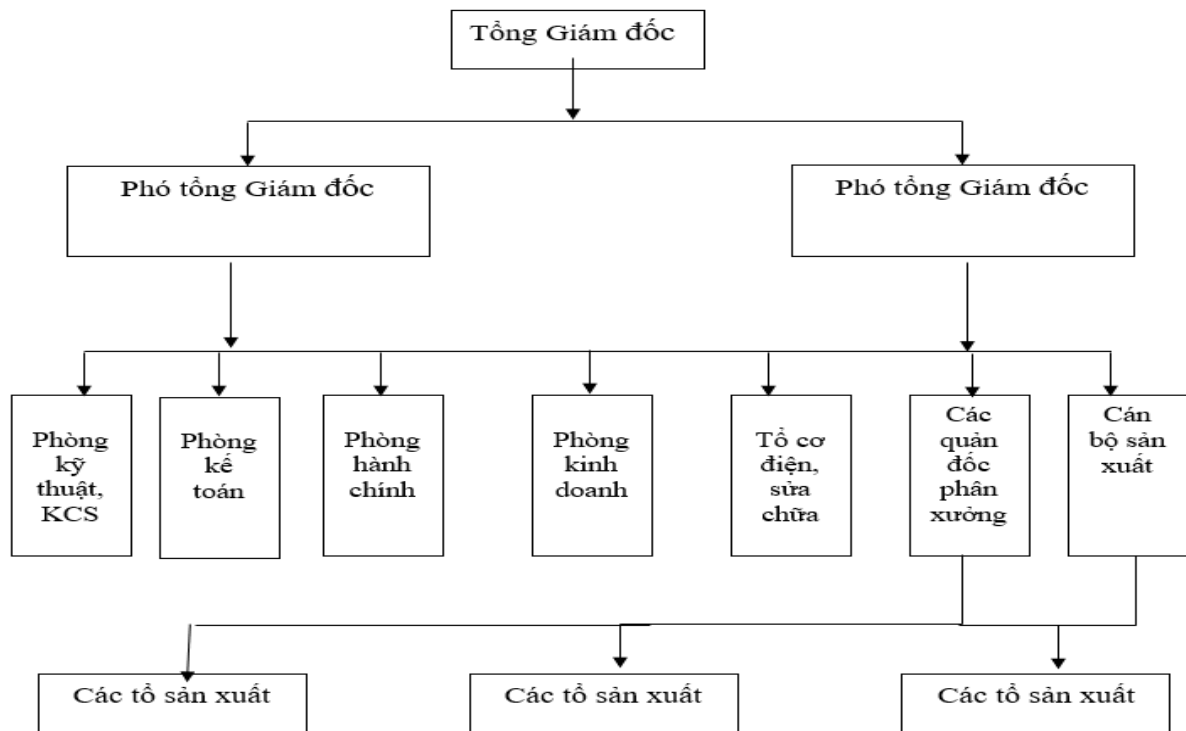 Tổng Giám đốc
Phó tổng Giám đốc
Phó tổng Giám đốc
Phòng
kỹ
thuật,
KCS
Phòng
kế
toán
Phòng
hành
chính
Phòng
kinh
doanh
Tổ cơ
điện,
sửa
chữa
Các
quản
đốc
phân
xưởng
Cán
bộ sản
xuất
Các tổ sản xuất
Các tổ sản xuất
Các tổ sản xuất